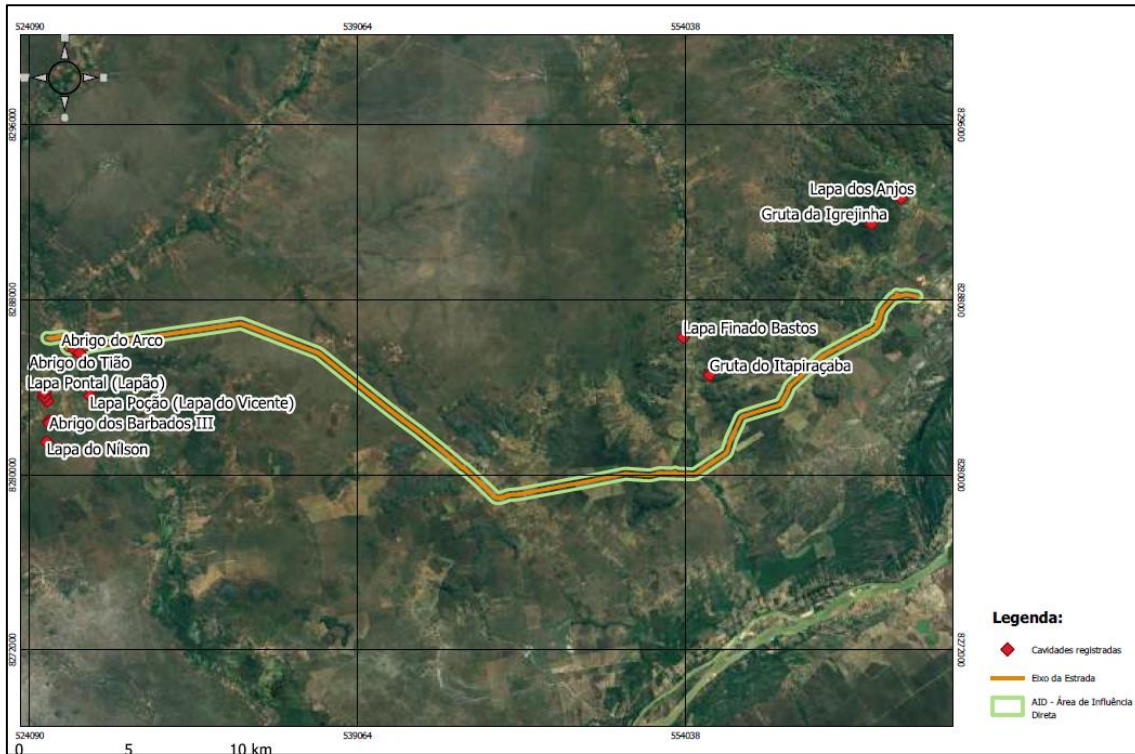 524090
539064
554038
8296000
8296000
Lapa dos Anjos
Gruta da Igrejinha
8288000
8288000
Abrigo do Arco
Lapa Finado Bastos
Abrigo do Tião
Gruta do Itapiraçaba
Lapa Pontal (Lapão)
Lapa Poção (Lapa do Vicente)
Abrigo dos Barbados III
Lapa do Nilson
8280000
8280000
8272000
8272000
524090
539064
554038
0 5 10 km
Legenda:
Cavidades registradas
Eixo da Estrada
AID - Área de Influência
Direta